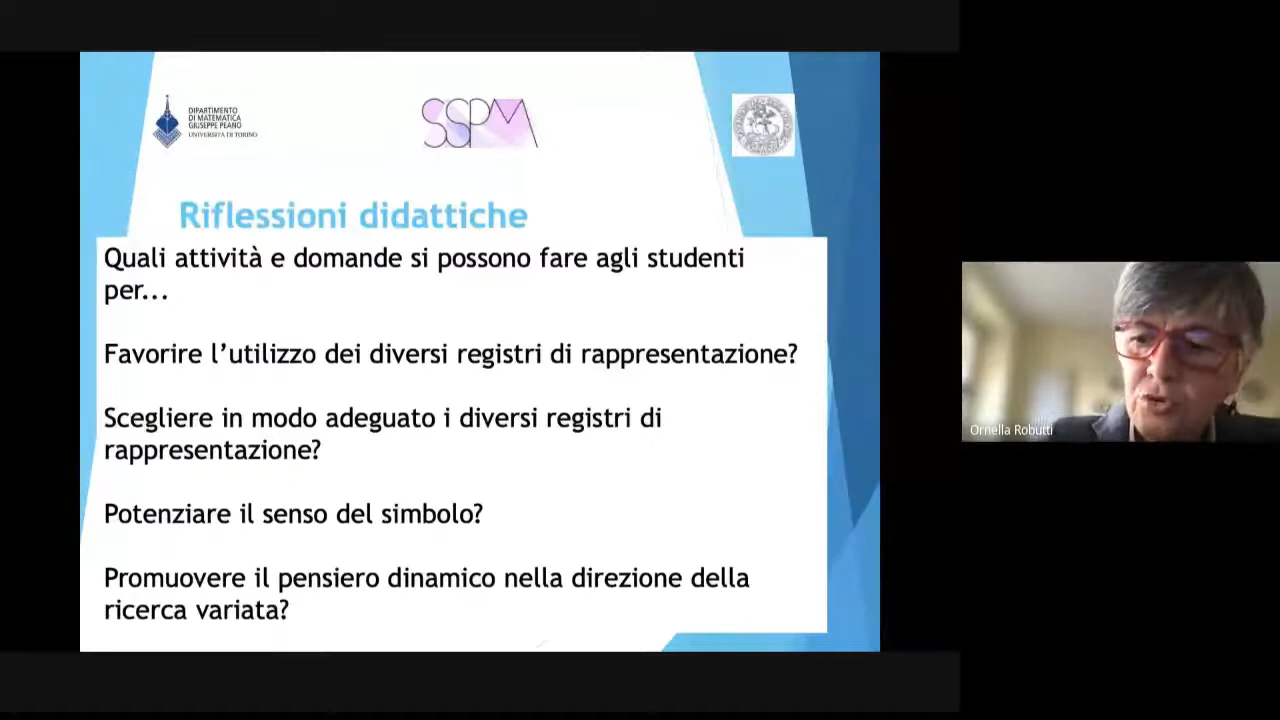 DIPARTIMENTO
DI MATEMATICA
GIUSEPPE PEANO
UNIVERSITÀ DI TORINO
SSPM
Riflessioni didattiche
Quali attività e domande si possono fare agli studenti
per...
Favorire l’utilizzo dei diversi registri di rappresentazione?
Scegliere in modo adeguato i diversi registri di
rappresentazione?
Potenziare il senso del simbolo?
Promuovere il pensiero dinamico nella direzione della
ricerca variata?
Ornella Robutti